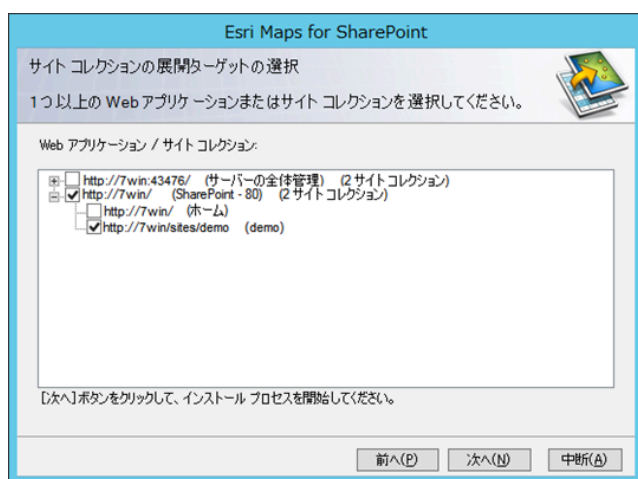 Esri Maps for SharePoint
サイト コレクションの展開ターゲットの選択
1つ以上の Web アプリケーションまたはサイト コレクションを選択してください。
Web アプリケーション / サイト コレクション:
http://7win:43476/ (サーバーの全体管理) (2 サイト コレクション)
http://7win/ (SharePoint - 80) (2 サイト コレクション)
http://7win/ (ホーム)
http://7win/sites/demo (demo)
[次へ] ボタンをクリックして、インストール プロセスを開始してください。
前へ(P) 次へ(N) 中断(A)